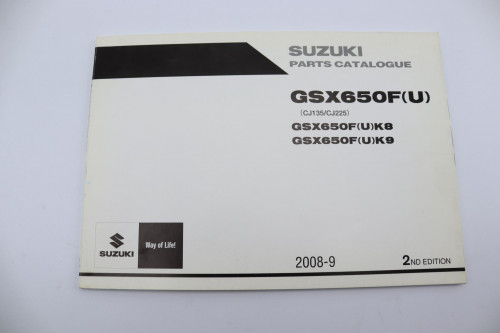 SUZUKI
PARTS CATALOGUE
GSX650F(U)
(CJ135/CJ225)
GSX650F(U)K8
GSX650F(U)K9
SUZUKI
Way of Life!
2008-9
2ND EDITION